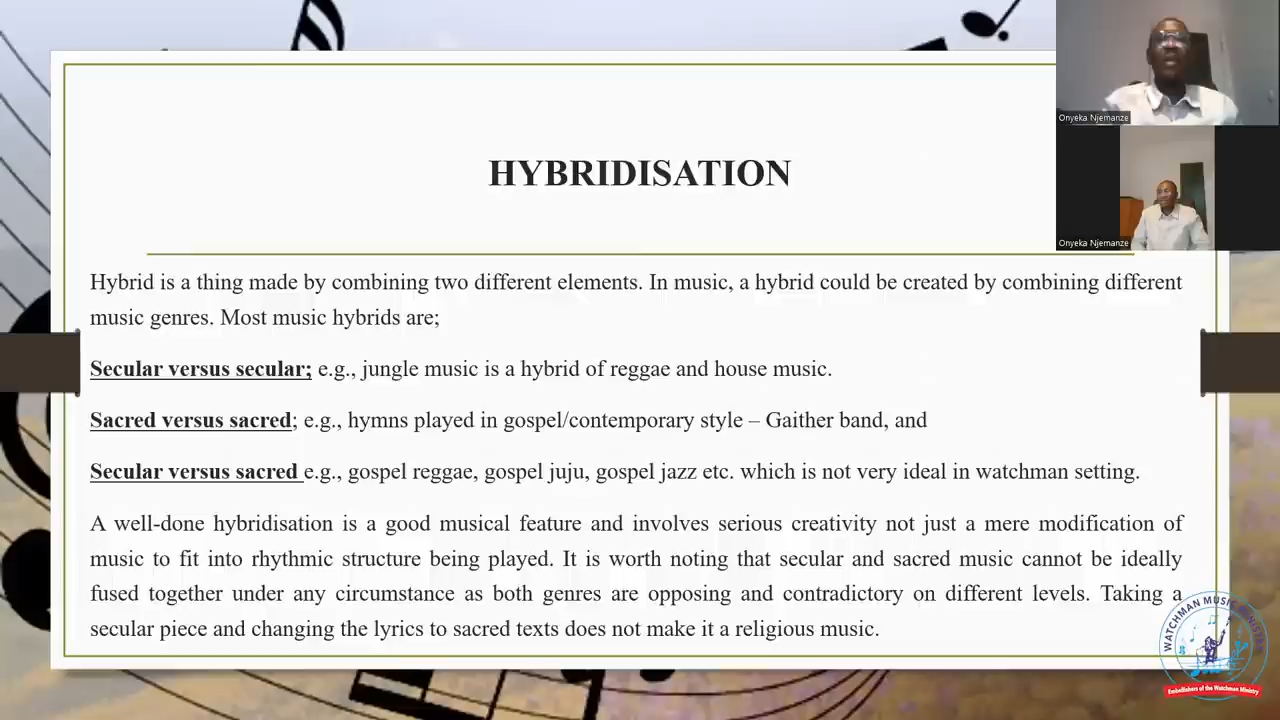 HYBRIDISATION
Onyeka Njemanze
Onyeka Njemanze
Hybrid is a thing made by combining two different elements. In music, a hybrid could be created by combining different
music genres. Most music hybrids are;
Secular versus secular; e.g., jungle music is a hybrid of reggae and house music.
Sacred versus sacred; e.g., hymns played in gospel/contemporary style – Gaither band, and
Secular versus sacred e.g., gospel reggae, gospel juju, gospel jazz etc. which is not very ideal in watchman setting.
A well-done hybridisation is a good musical feature and involves serious creativity not just a mere modification of
music to fit into rhythmic structure being played. It is worth noting that secular and sacred music cannot be ideally
fused together under any circumstance as both genres are opposing and contradictory on different levels. Taking a
secular piece and changing the lyrics to sacred texts does not make it a religious music.
WATCHMAN MUSIC
Embellishers of the Watchman Ministry